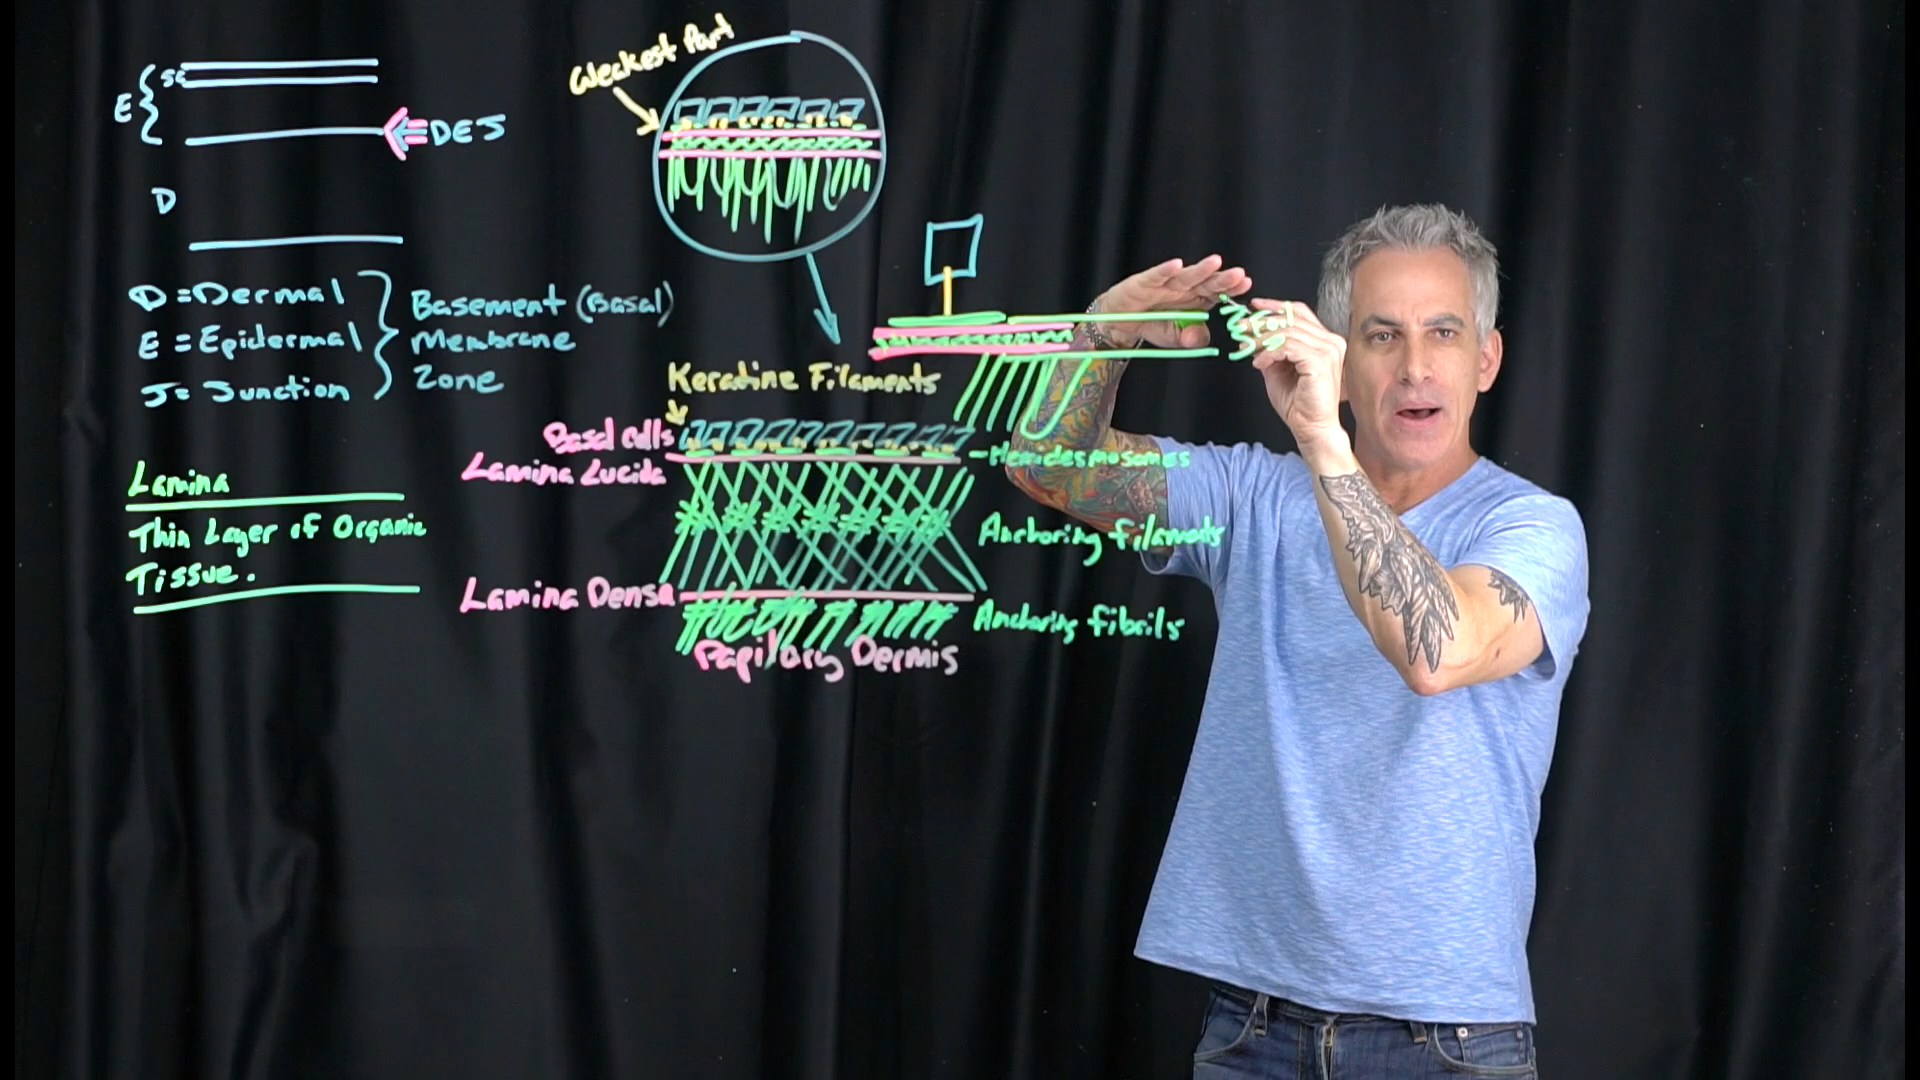 Weakest Part
E
SC
DEJ
D
D = Dermal
E = Epidermal
J = Junction
Basement (Basal)
Membrane
Zone
Keratine Filaments
Basal cells
Lamina Lucida
Hemidesmosomes
Lamina
Thin Layer of Organic
Tissue.
Anchoring filaments
Lamina Densa
Anchoring fibrils
Papillary Dermis